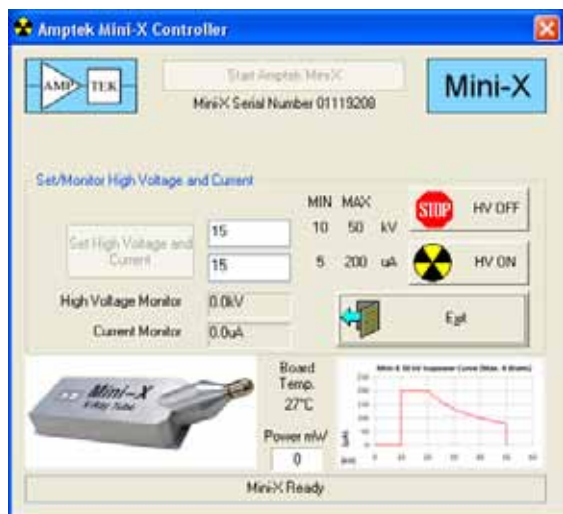 Amptek Mini-X Controller
AMP TEK
Start Amptek Mini-X
Mini-X
Mini-X Serial Number 01119208
Set/Monitor High Voltage and Current
MIN MAX
Set High Voltage and Current
15 10 50 kV
15 5 200 uA
STOP HV OFF
HV ON
High Voltage Monitor 0.0kV
Current Monitor 0.0uA
Exit
Mini-X
X-Ray Tube
Board
Temp.
27°C
Power mW
0
Mini-X Ready